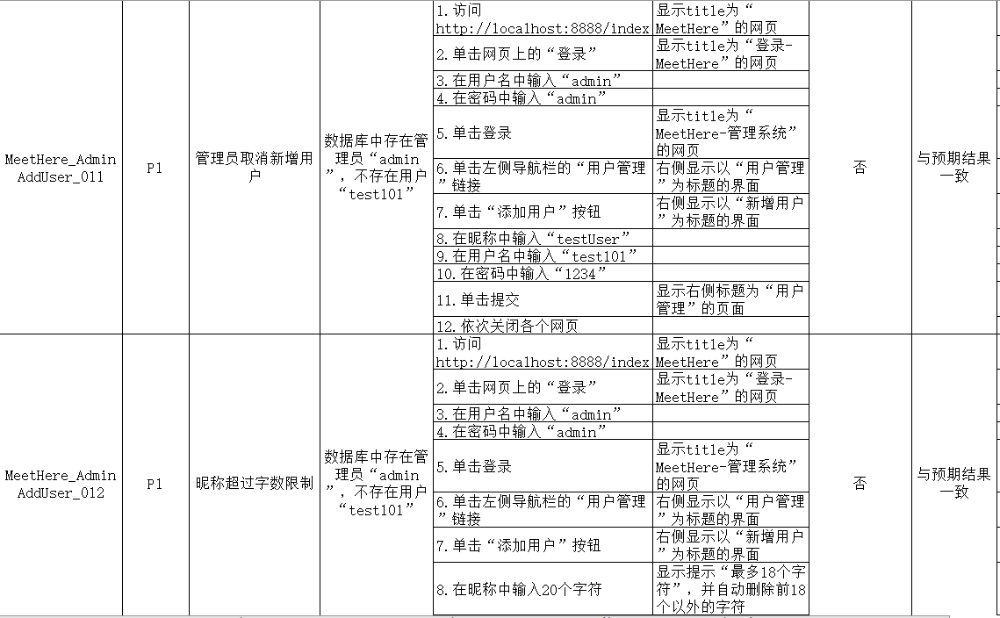 MeetHere_Admin
AddUser_011
P1
管理员取消新增用
户
数据库中存在管
理员“admin
”，不存在用户
“test101”
1.访问
http://localhost:8888/index
显示title为“
MeetHere”的网页
2.单击网页上的“登录”
显示title为“登录-
MeetHere”的网页
3.在用户名中输入“admin”
4.在密码中输入“admin”
5.单击登录
显示title为“
MeetHere-管理系统”
的网页
6.单击左侧导航栏的“用户管理
”链接
右侧显示以“用户管理
”为标题的界面
7.单击“添加用户”按钮
右侧显示以“新增用户
”为标题的界面
8.在昵称中输入“testUser”
9.在用户名中输入“test101”
10.在密码中输入“1234”
11.单击提交
显示右侧标题为“用户
管理”的页面
12.依次关闭各个网页
否
与预期结果
一致
MeetHere_Admin
AddUser_012
P1
昵称超过字数限制
数据库中存在管
理员“admin
”，不存在用户
“test101”
1.访问
http://localhost:8888/index
显示title为“
MeetHere”的网页
2.单击网页上的“登录”
显示title为“登录-
MeetHere”的网页
3.在用户名中输入“admin”
4.在密码中输入“admin”
5.单击登录
显示title为“
MeetHere-管理系统”
的网页
6.单击左侧导航栏的“用户管理
”链接
右侧显示以“用户管理
”为标题的界面
7.单击“添加用户”按钮
右侧显示以“新增用户
”为标题的界面
8.在昵称中输入20个字符
显示提示“最多18个字
符”，并自动删除前18
个以外的字符
否
与预期结果
一致